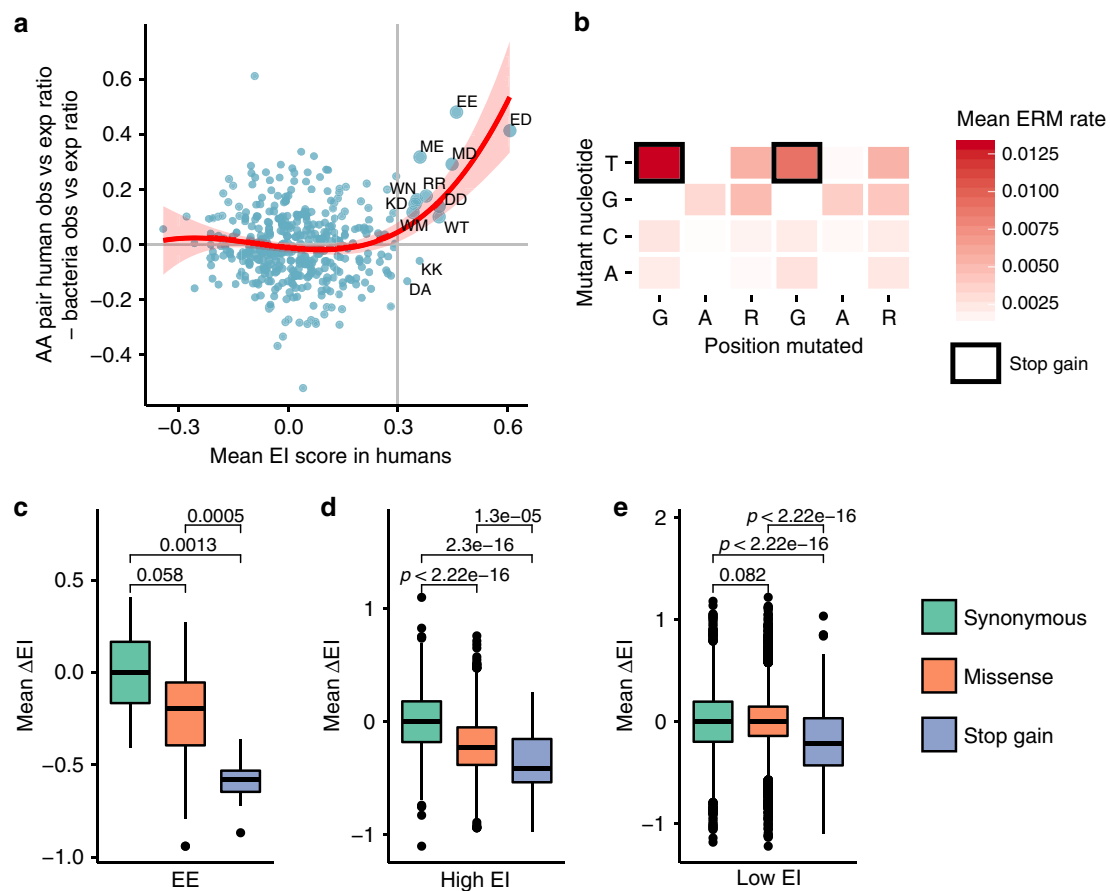 a
AA pair human obs vs exp ratio
– bacteria obs vs exp ratio
0.6
0.4
0.2
0.0
−0.2
−0.4
EE
ED
ME
MD
WN
RR
KD
DD
WM
WT
KK
DA
−0.3
0.0
0.3
0.6
Mean EI score in humans
b
Mutant nucleotide
T
G
C
A
G A R G A R
Position mutated
Mean ERM rate
0.0125
0.0100
0.0075
0.0050
0.0025
Stop gain
c
Mean ΔEI
0.5
0.0
−0.5
−1.0
0.0005
0.0013
0.058
EE
d
Mean ΔEI
1
0
−1
1.3e−05
2.3e−16
p < 2.22e−16
High EI
e
Mean ΔEI
2
1
0
−1
p < 2.22e−16
p < 2.22e−16
0.082
Low EI
Synonymous
Missense
Stop gain